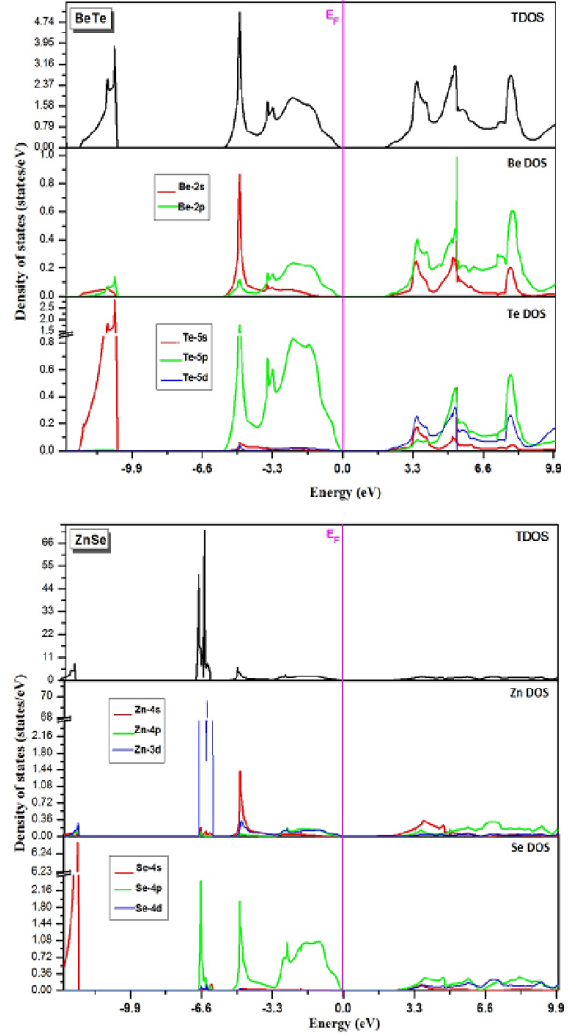 BeTe
E_F
TDOS
4.74
3.95
3.16
2.37
1.58
0.79
0.00
Be DOS
Be-2s
Be-2p
1.0
0.8
0.6
0.4
0.2
0.0
Te DOS
Te-5s
Te-5p
Te-5d
2.5
2.0
1.5
0.8
0.6
0.4
0.2
0.0
Density of states (states/eV)
-9.9 -6.6 -3.3 0.0 3.3 6.6 9.9
Energy (eV)
ZnSe
E_F
TDOS
66
55
44
33
22
11
0
Zn DOS
Zn-4s
Zn-4p
Zn-3d
70
68
2.16
1.80
1.44
1.08
0.72
0.36
0.00
Se DOS
Se-4s
Se-4p
Se-4d
6.24
6.23
2.16
1.80
1.44
1.08
0.72
0.36
0.00
Density of states (states/eV)
-9.9 -6.6 -3.3 0.0 3.3 6.6 9.9
Energy (eV)